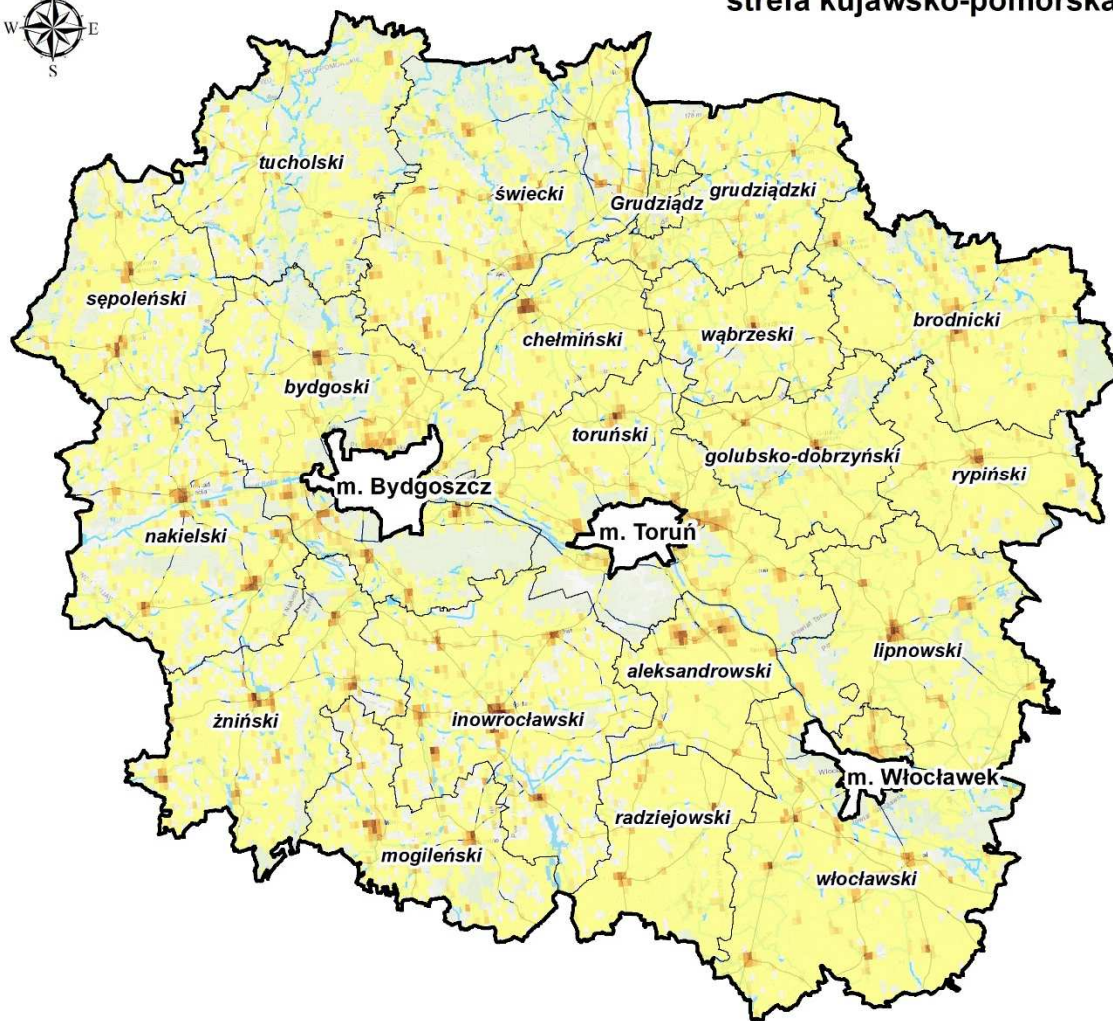 strefa kujawsko-pomorska
W E
S
tucholski
świecki
Grudziądz
grudziądzki
sępoleński
chełmiński
wąbrzeski
brodnicki
bydgoski
toruński
golubsko-dobrzyński
rypiński
m. Bydgoszcz
m. Toruń
nakielski
aleksandrowski
lipnowski
żniński
inowrocławski
m. Włocławek
radziejowski
mogileński
włocławski